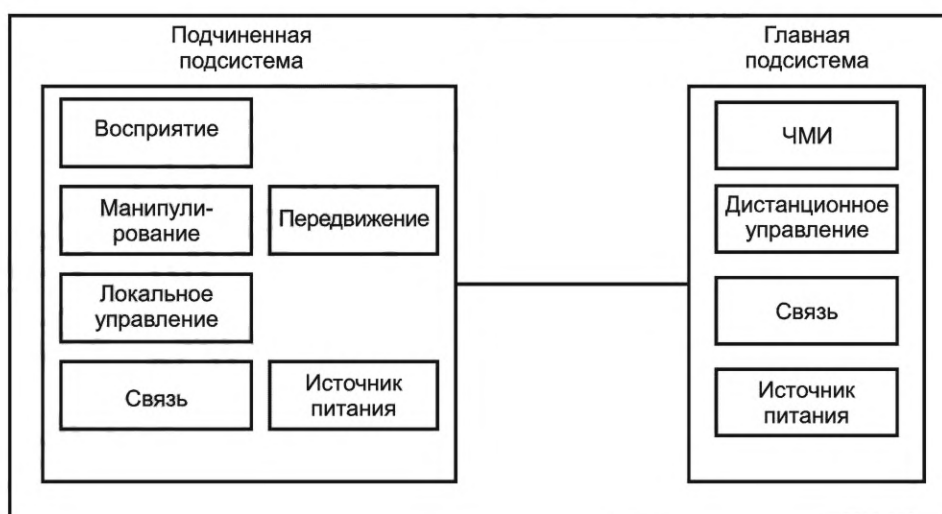 Подчиненная
подсистема
Восприятие
Манипули-
рование
Передвижение
Локальное
управление
Связь
Источник
питания
Главная
подсистема
ЧМИ
Дистанционное
управление
Связь
Источник
питания